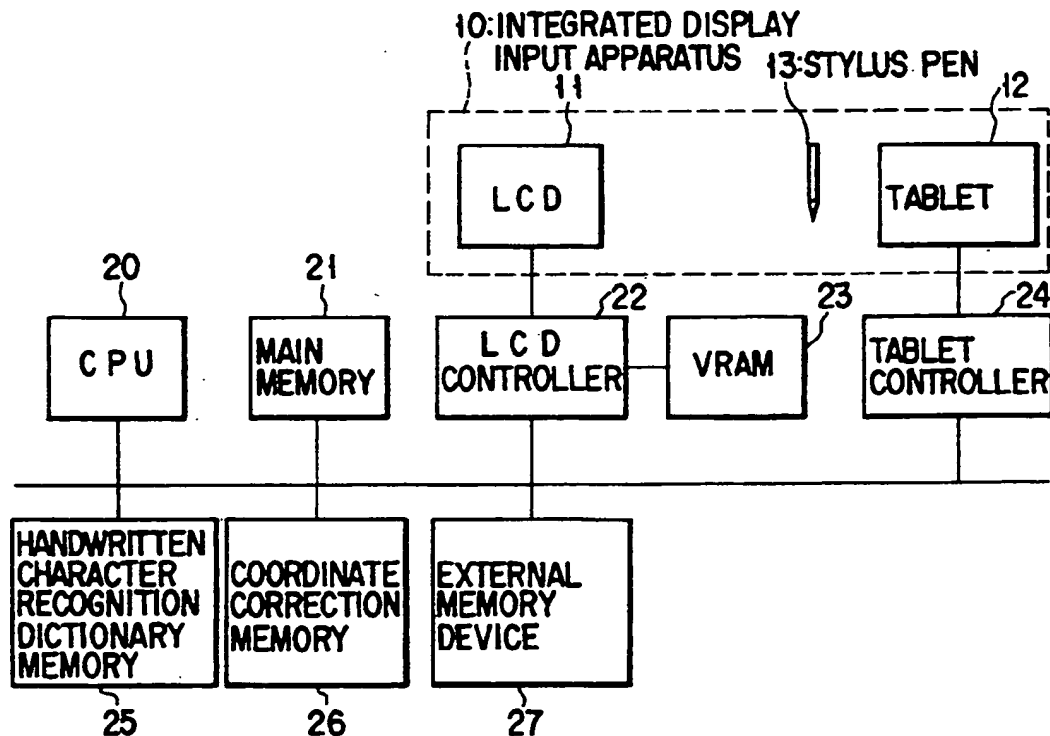 10:INTEGRATED DISPLAY
INPUT APPARATUS
11
13:STYLUS PEN
12
LCD
TABLET
20
21
22
23
24
CPU
MAIN
MEMORY
LCD
CONTROLLER
VRAM
TABLET
CONTROLLER
HANDWRITTEN
CHARACTER
RECOGNITION
DICTIONARY
MEMORY
COORDINATE
CORRECTION
MEMORY
EXTERNAL
MEMORY
DEVICE
25
26
27